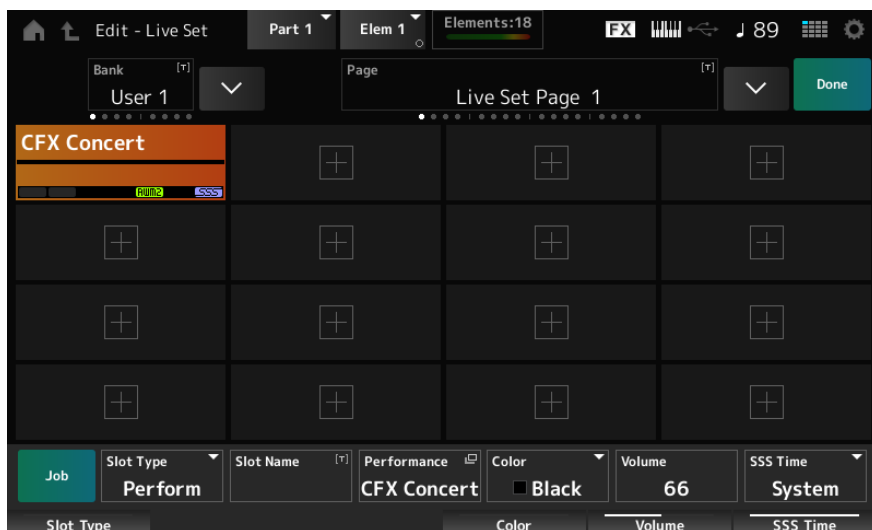 Edit - Live Set
Part 1
Elem 1
Elements:18
FX
89
Bank
[T]
User 1
Page
[T]
Live Set Page 1
Done
CFX Concert
AWM2
SSS
Job
Slot Type
Perform
Slot Name
[T]
Performance
CFX Concert
Color
Black
Volume
66
SSS Time
System
Slot Type
Color
Volume
SSS Time